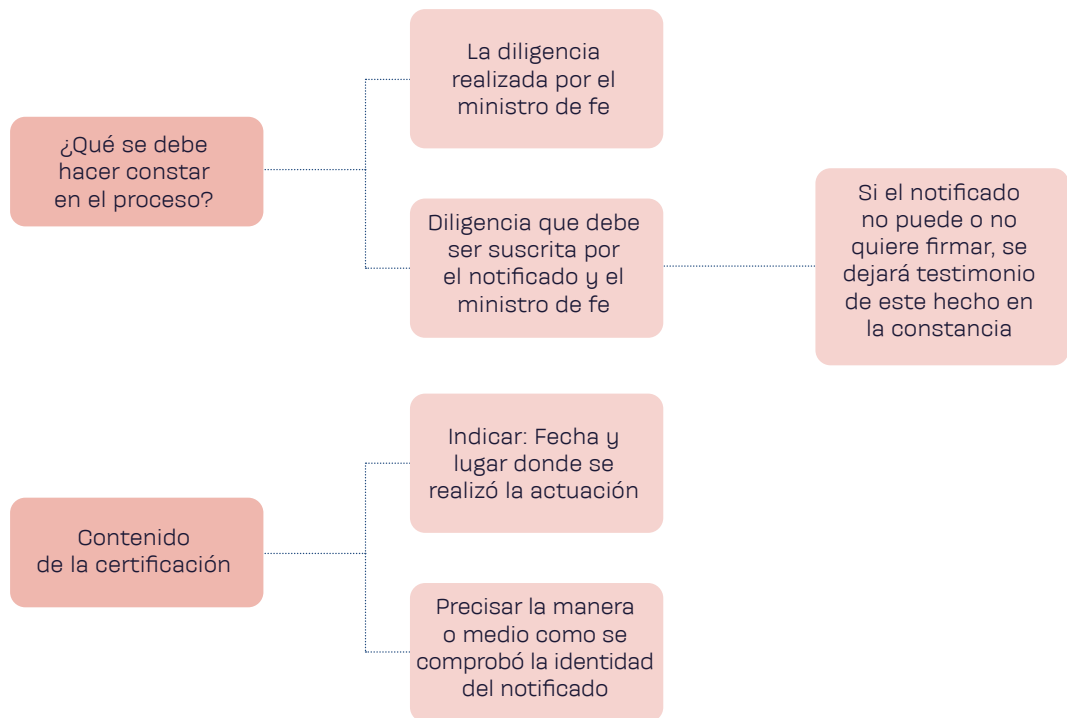 La diligencia
realizada por el
ministro de fe
¿Qué se debe
hacer constar
en el proceso?
Diligencia que debe
ser suscrita por
el notificado y el
ministro de fe
Si el notificado
no puede o no
quiere firmar, se
dejará testimonio
de este hecho en
la constancia
Indicar: Fecha y
lugar donde se
realizó la actuación
Contenido
de la certificación
Precisar la manera
o medio como se
comprobó la identidad
del notificado